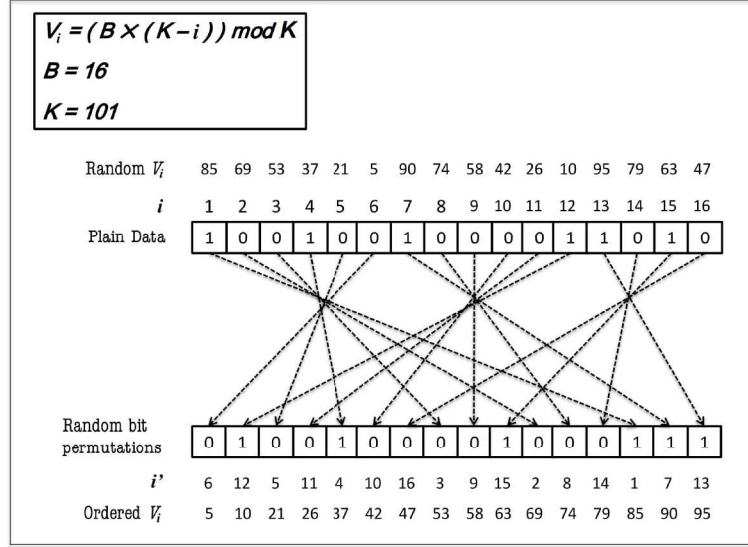 Vᵢ = ( B × ( K – i ) ) mod K
B = 16
K = 101
Random Vᵢ 85 69 53 37 21 5 90 74 58 42 26 10 95 79 63 47
i 1 2 3 4 5 6 7 8 9 10 11 12 13 14 15 16
Plain Data 1 0 0 1 0 0 1 0 0 0 0 1 1 0 1 0
Random bit
permutations 0 1 0 0 1 0 0 0 0 1 0 0 0 1 1 1
i’ 6 12 5 11 4 10 16 3 9 15 2 8 14 1 7 13
Ordered Vᵢ 5 10 21 26 37 42 47 53 58 63 69 74 79 85 90 95